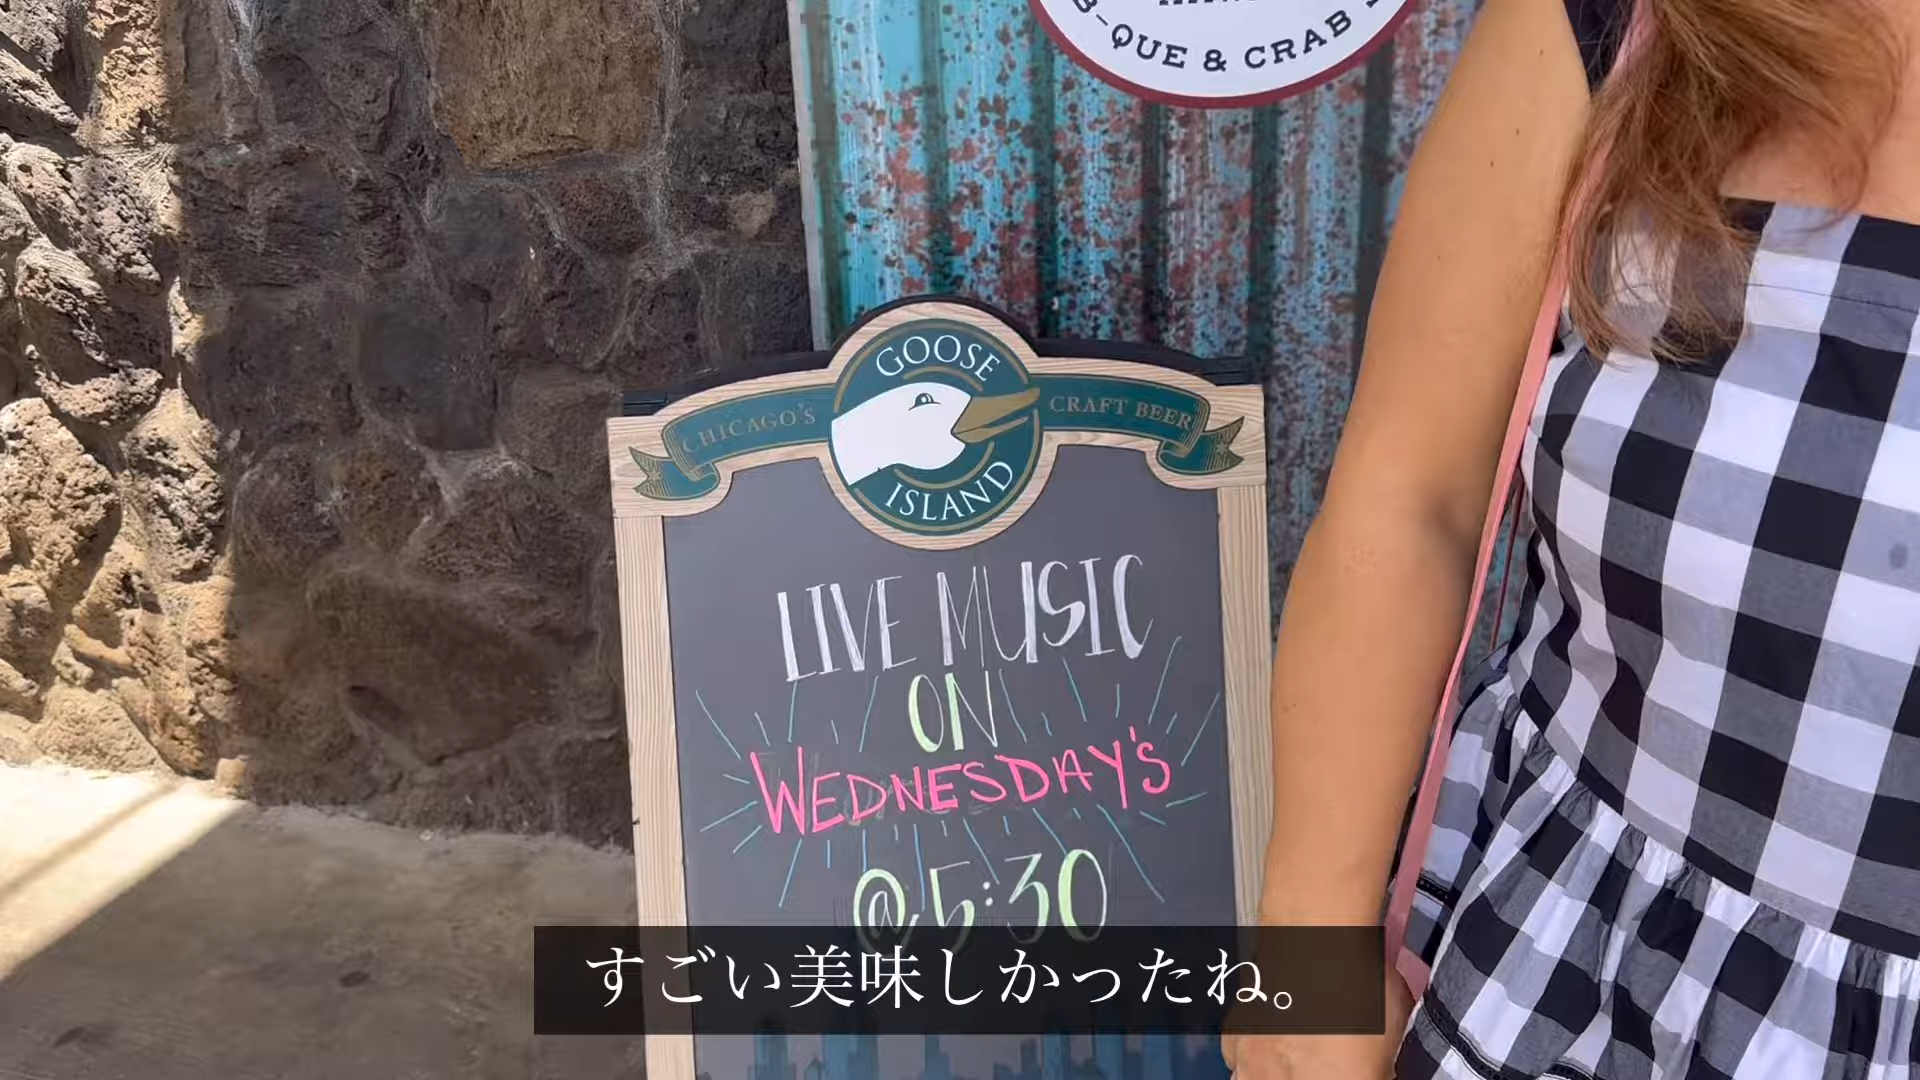 QUE & CRAB
GOOSE
CHICAGO'S
CRAFT BEER
ISLAND
LIVE MUSIC
ON
WEDNESDAY'S
@ 5:30
すごい美味しかったね。